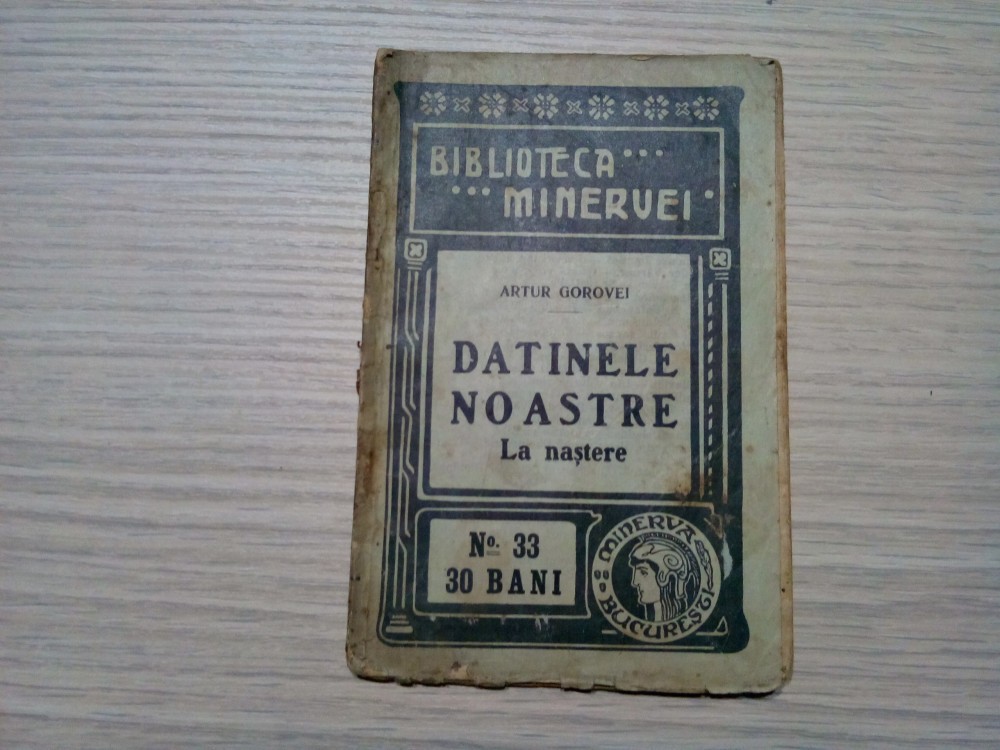 BIBLIOTECA
MINERVEI
ARTUR GOROVEI
DATINELE
NOASTRE
La naștere
No. 33
30 BANI
MINERVA
BUCUREȘTI